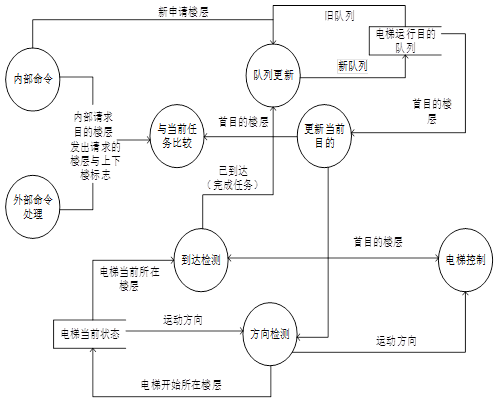 新申请楼层
旧队列
电梯运行目的
队列
内部命令
队列更新
新队列
首目的楼
层
内部请求
目的楼层
发出请求的
楼层与上下
楼标志
与当前任
务比较
首目的楼层
更新当前
目的
外部命令
处理
已到达
（完成任务）
到达检测
首目的楼层
电梯控制
电梯当前所在
楼层
电梯当前状态
运动方向
方向检测
运动方向
电梯开始所在楼层